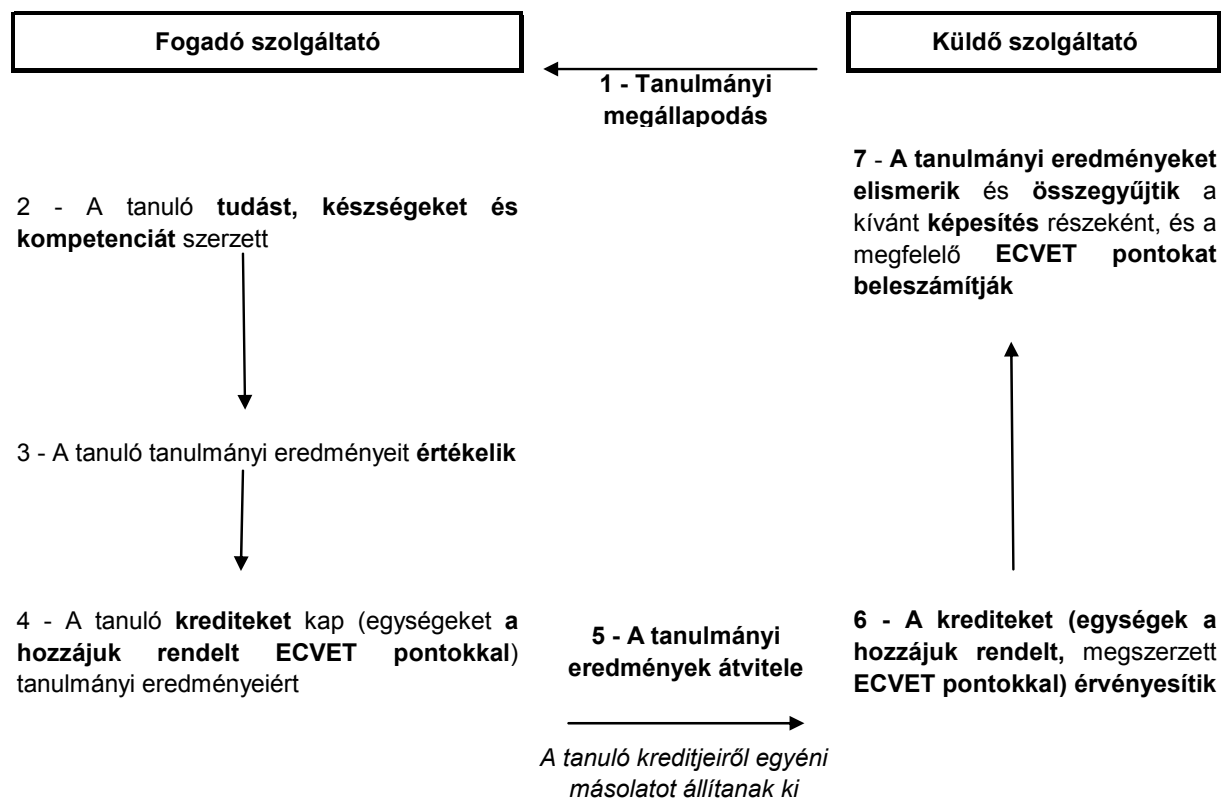 Fogadó szolgáltató
Küldő szolgáltató
1 - Tanulmányi
megállapodás
2 - A tanuló tudást, készségeket és
kompetenciát szerzett
3 - A tanuló tanulmányi eredményeit értékelik
4 - A tanuló krediteket kap (egységeket a
hozzájuk rendelt ECVET pontokkal)
tanulmányi eredményeiért
5 - A tanulmányi
eredmények átvitele
A tanuló kreditjeiről egyéni
másolatot állítanak ki
6 - A krediteket (egységek a
hozzájuk rendelt, megszerzett
ECVET pontokkal) érvényesítik
7 - A tanulmányi eredményeket
elismerik és összegyűjtik a
kívánt képesítés részeként, és a
megfelelő ECVET pontokat
beleszámítják